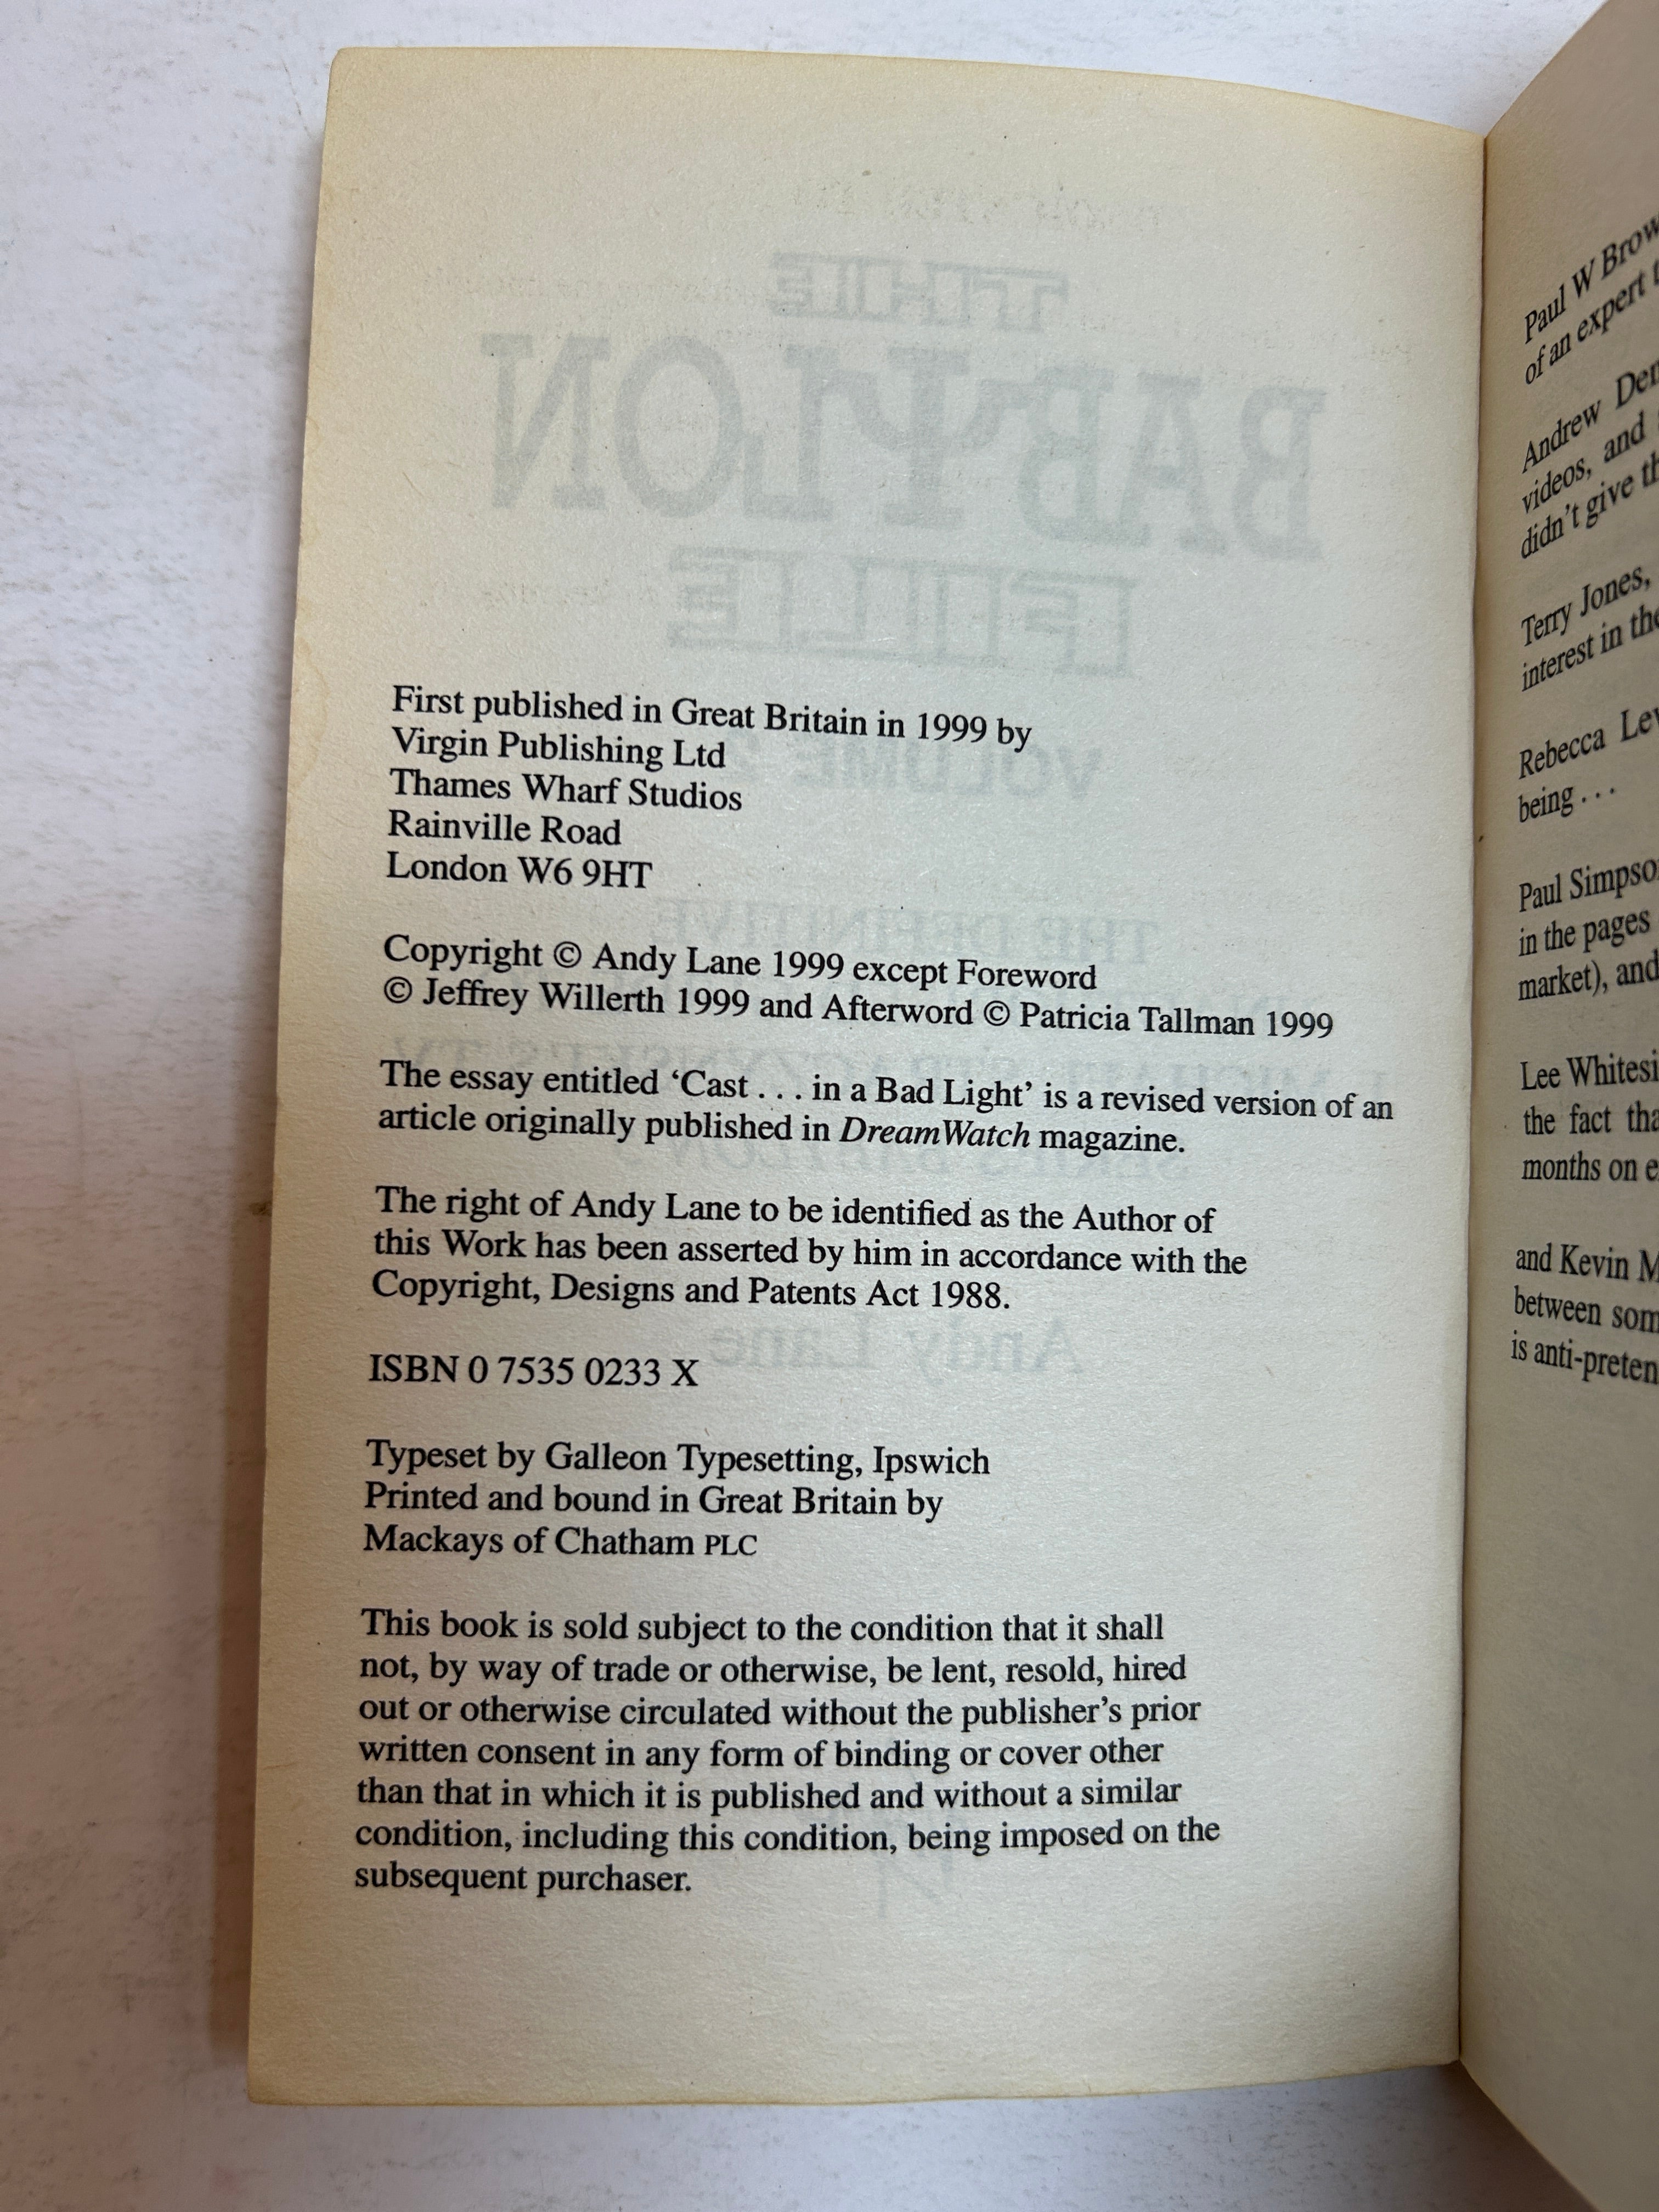 First published in Great Britain in 1999 by
Virgin Publishing Ltd
Thames Wharf Studios
Rainville Road
London W6 9HT
Copyright © Andy Lane 1999 except Foreword
© Jeffrey Willerth 1999 and Afterword © Patricia Tallman 1999
The essay entitled ‘Cast . . . in a Bad Light’ is a revised version of an
article originally published in DreamWatch magazine.
The right of Andy Lane to be identified as the Author of
this Work has been asserted by him in accordance with the
Copyright, Designs and Patents Act 1988.
ISBN 0 7535 0233 X
Typeset by Galleon Typesetting, Ipswich
Printed and bound in Great Britain by
Mackays of Chatham PLC
This book is sold subject to the condition that it shall
not, by way of trade or otherwise, be lent, resold, hired
out or otherwise circulated without the publisher’s prior
written consent in any form of binding or cover other
than that in which it is published and without a similar
condition, including this condition, being imposed on the
subsequent purchaser.
Paul W
of an expert
Andrew
videos, and
didn’t give
Terry Jones,
interest in
Rebecca
being . . .
Paul
in the pages
market), and
Lee
the fact
months on
and Kevin
between
is